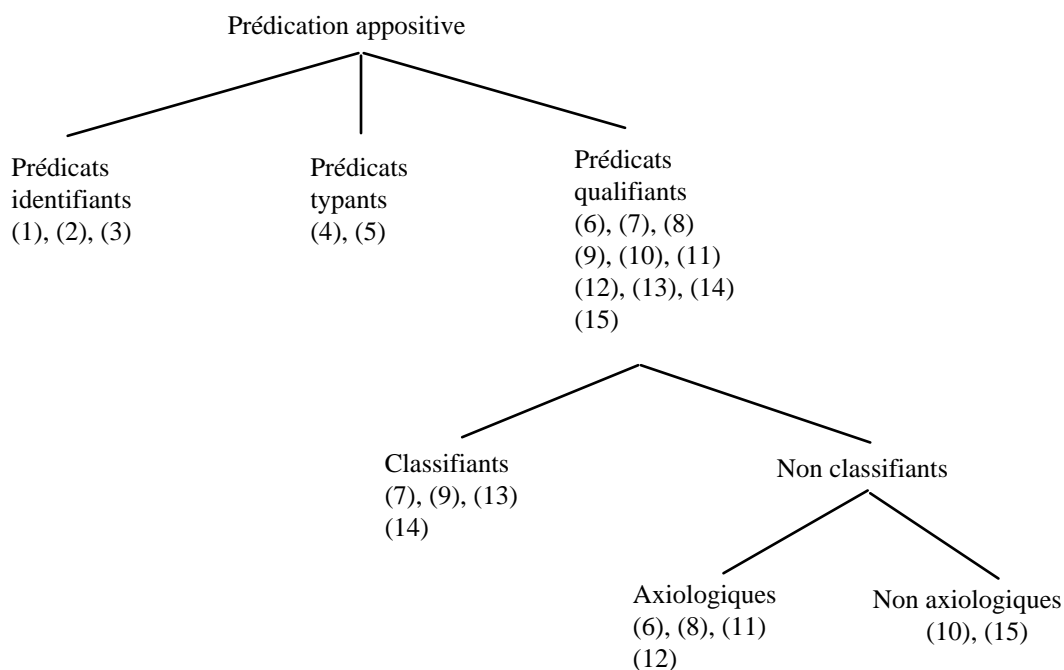 Prédication appositive
Prédicats
identifiants
(1), (2), (3)
Prédicats
typants
(4), (5)
Prédicats
qualifiants
(6), (7), (8)
(9), (10), (11)
(12), (13), (14)
(15)
Classifiants
(7), (9), (13)
(14)
Non classifiants
Axiologiques
(6), (8), (11)
(12)
Non axiologiques
(10), (15)